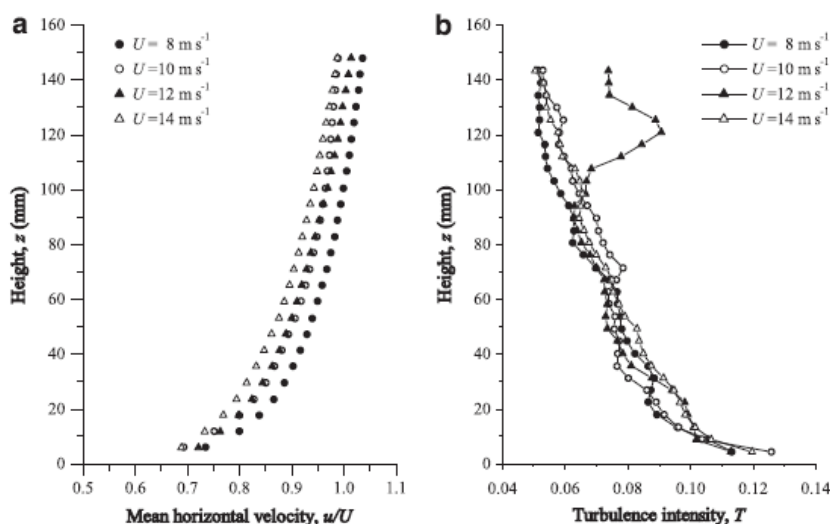 a
U= 8 m s-1
U=10 m s-1
U=12 m s-1
U=14 m s-1
160
140
120
100
80
60
40
20
0
Height, z (mm)
0.5 0.6 0.7 0.8 0.9 1.0 1.1
Mean horizontal velocity, u/U
b
U= 8 m s-1
U=10 m s-1
U=12 m s-1
U=14 m s-1
160
140
120
100
80
60
40
20
0
Height, z (mm)
0.04 0.06 0.08 0.10 0.12 0.14
Turbulence intensity, T